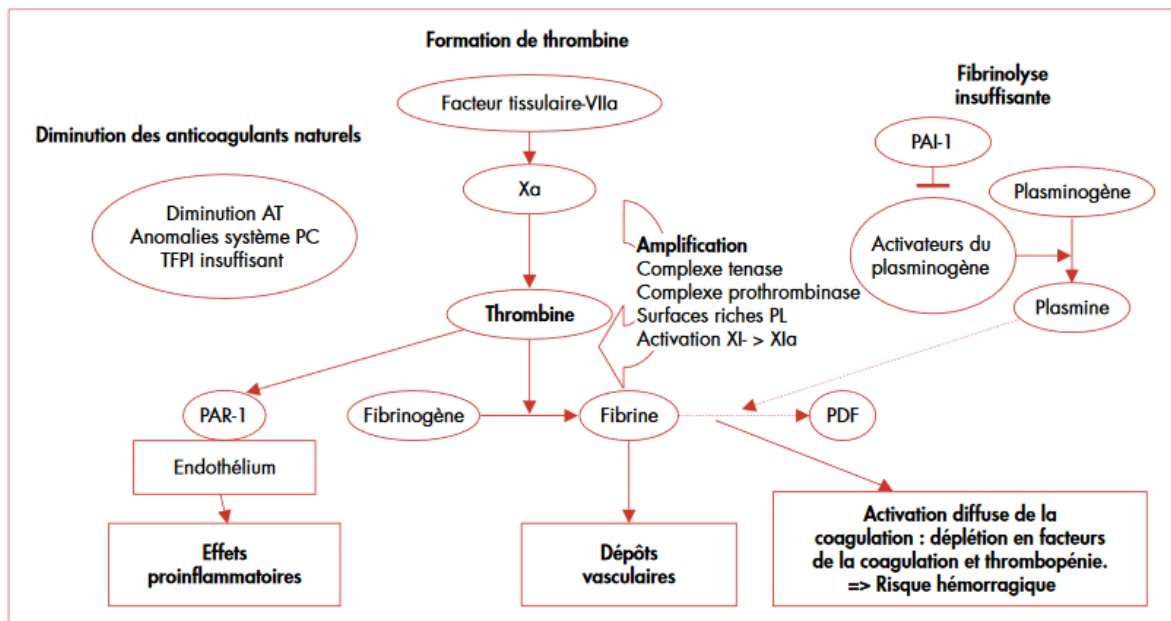 Formation de thrombine
Facteur tissulaire-VIIa
Fibrinolyse
insuffisante
Diminution des anticoagulants naturels
PAI-1
Xa
Plasminogène
Diminution AT
Anomalies système PC
TFPI insuffisant
Activateurs du
plasminogène
Amplification
Complexe tenase
Complexe prothrombinase
Surfaces riches PL
Activation XI- > XIa
Thrombine
Plasmine
PAR-1
Fibrinogène
Fibrine
PDF
Endothélium
Effets
proinflammatoires
Dépôts
vasculaires
Activation diffuse de la
coagulation : déplétion en facteurs
de la coagulation et thrombopénie.
=> Risque hémorragique